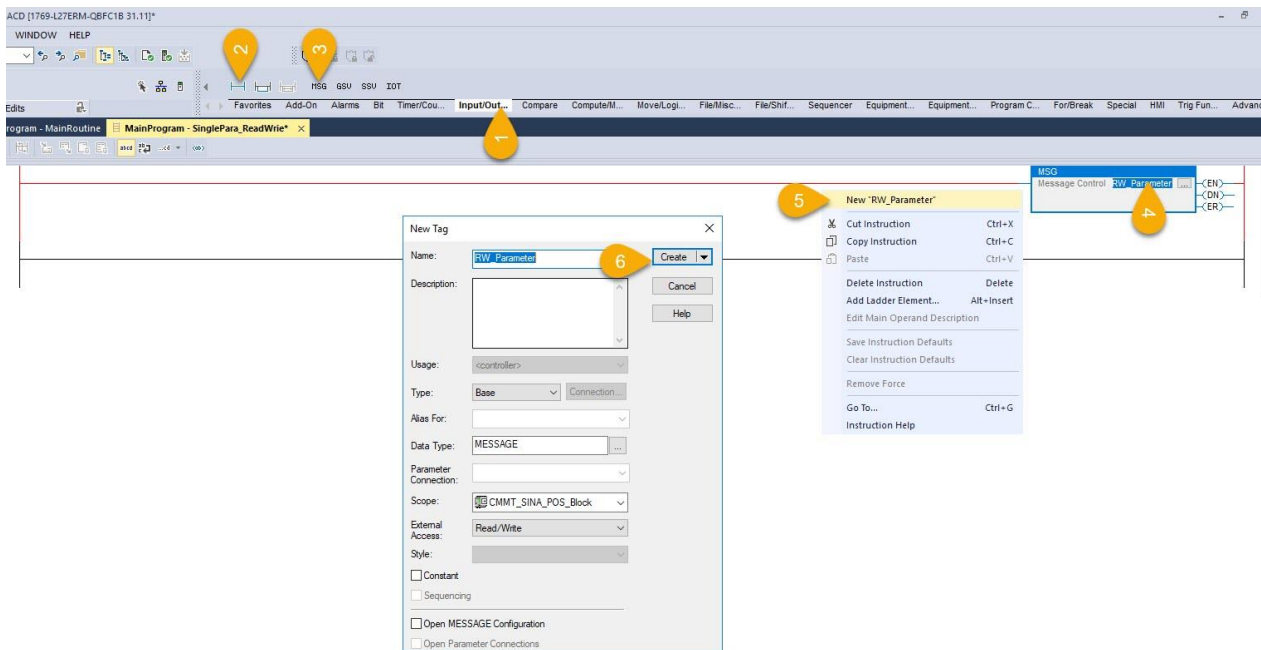 ACD [1769-L27ERM-QBFC1B 31.11]*
WINDOW HELP
2
3
MSG GSV SSV IOT
Edits
Favorites Add-On Alarms Bit Timer/Cou... Input/Out... Compare Compute/M... Move/Logi... File/Misc... File/Shif... Sequencer Equipment... Equipment... Program C... For/Break Special HMI Trig Fun... Advanc
1
rogram - MainRoutine MainProgram - SinglePara_ReadWrie* ×
MSG
Message Control RW_Parameter ...
(EN)
(DN)
(ER)
4
5
New "RW_Parameter"
Cut Instruction Ctrl+X
Copy Instruction Ctrl+C
Paste Ctrl+V
Delete Instruction Delete
Add Ladder Element... Alt+Insert
Edit Main Operand Description
Save Instruction Defaults
Clear Instruction Defaults
Remove Force
Go To... Ctrl+G
Instruction Help
New Tag
Name: RW_Parameter
6
Create
Description:
Cancel
Help
Usage: <controller>
Type: Base Connection...
Alias For:
Data Type: MESSAGE ...
Parameter
Connection:
Scope: CMMT_SINA_POS_Block
External
Access:
Read/Write
Style:
Constant
Sequencing
Open MESSAGE Configuration
Open Parameter Connections